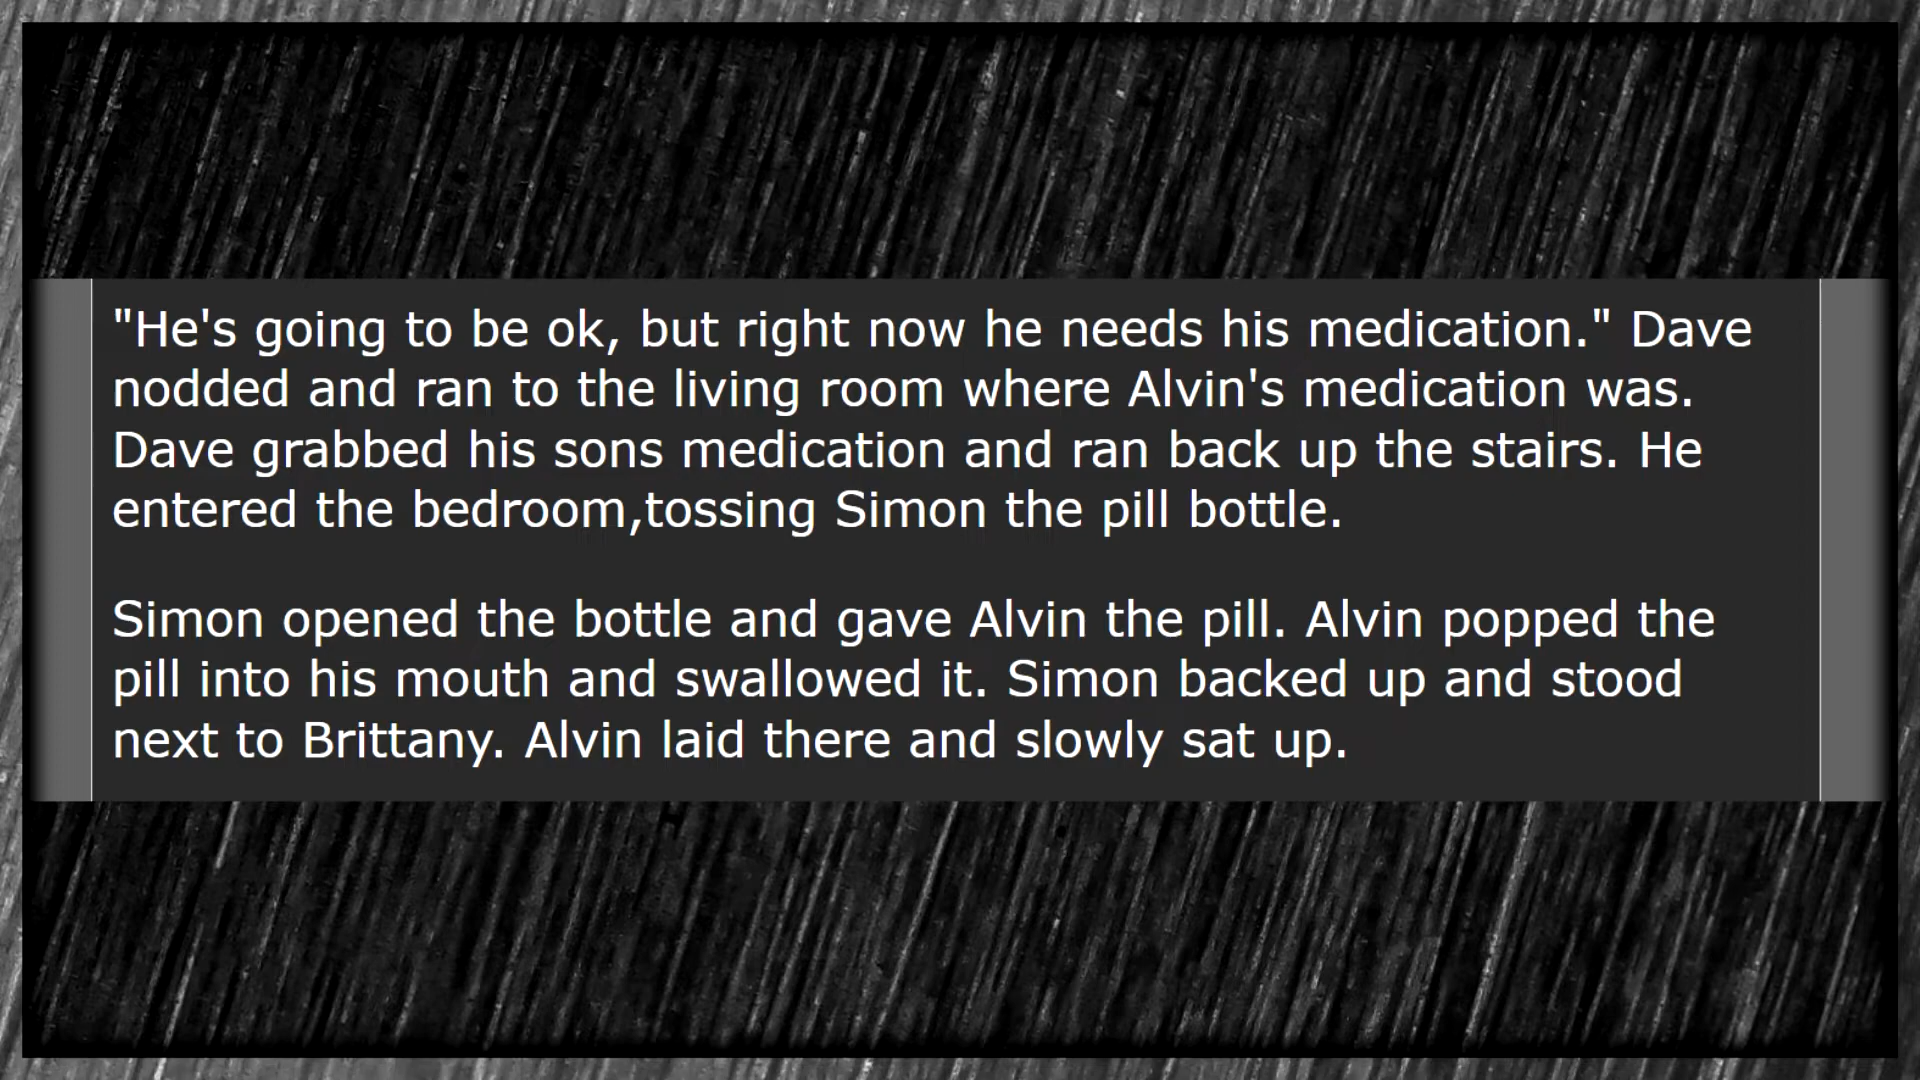 "He's going to be ok, but right now he needs his medication." Dave
nodded and ran to the living room where Alvin's medication was.
Dave grabbed his sons medication and ran back up the stairs. He
entered the bedroom,tossing Simon the pill bottle.
Simon opened the bottle and gave Alvin the pill. Alvin popped the
pill into his mouth and swallowed it. Simon backed up and stood
next to Brittany. Alvin laid there and slowly sat up.